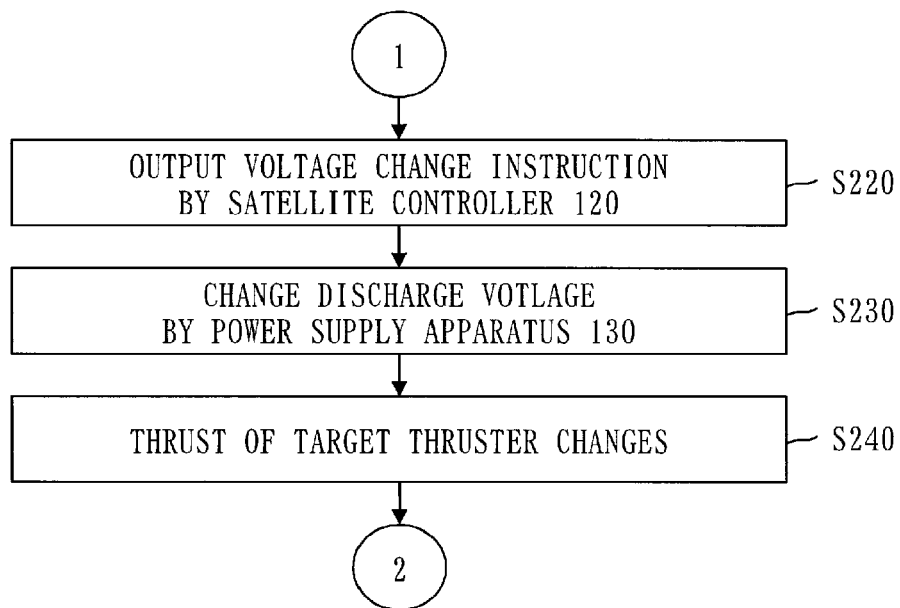 1
OUTPUT VOLTAGE CHANGE INSTRUCTION
BY SATELLITE CONTROLLER 120
S220
CHANGE DISCHARGE VOTLAGE
BY POWER SUPPLY APPARATUS 130
S230
THRUST OF TARGET THRUSTER CHANGES
S240
2